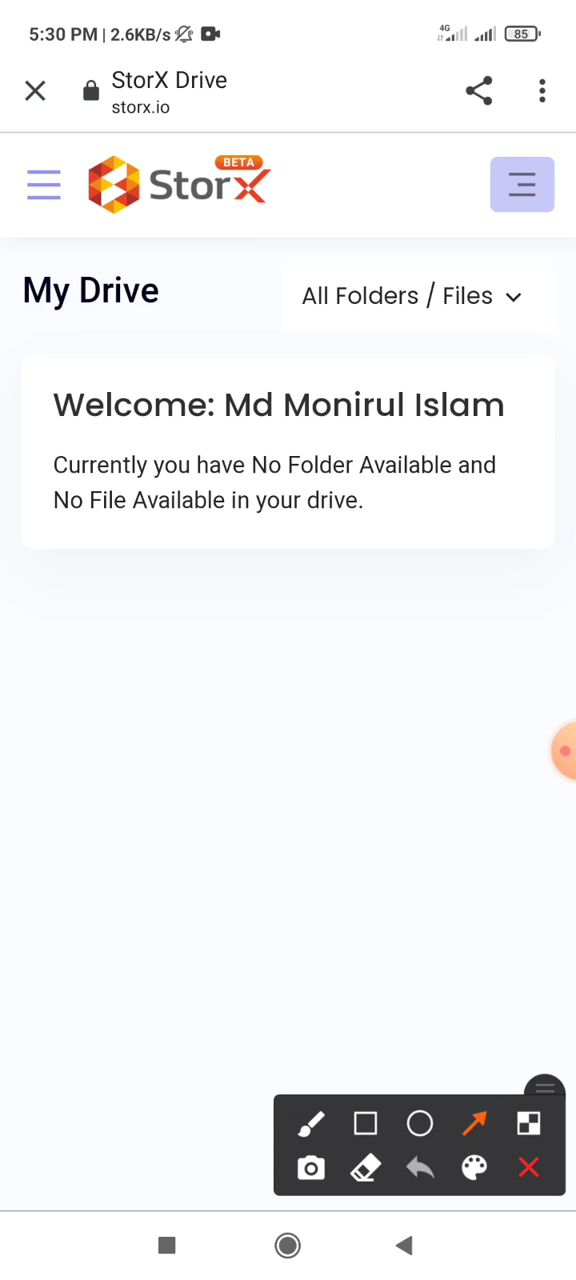 5:30 PM | 2.6KB/s
4G
85
StorX Drive
storx.io
BETA
StorX
My Drive
All Folders / Files
Welcome: Md Monirul Islam
Currently you have No Folder Available and
No File Available in your drive.